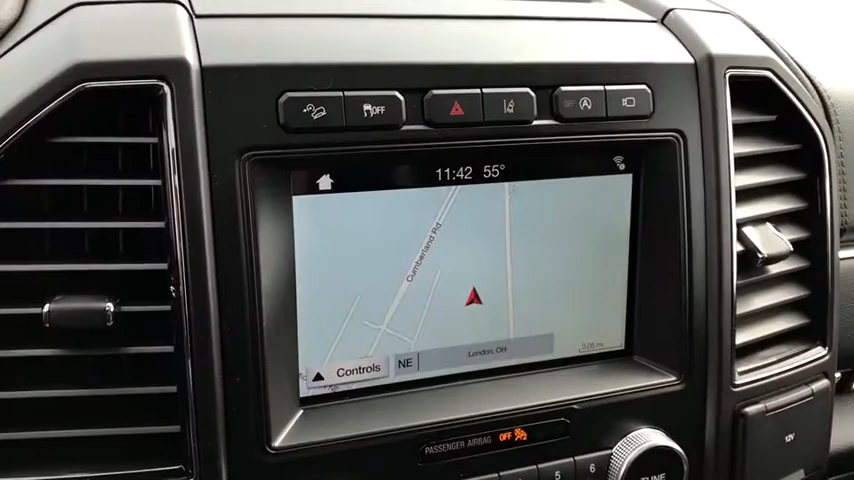 OFF
OFF
11:42 55°
Cumberland Rd
0.05 mi
London, OH
Controls
NE
PASSENGER AIRBAG OFF
5
6
TUNE
12V